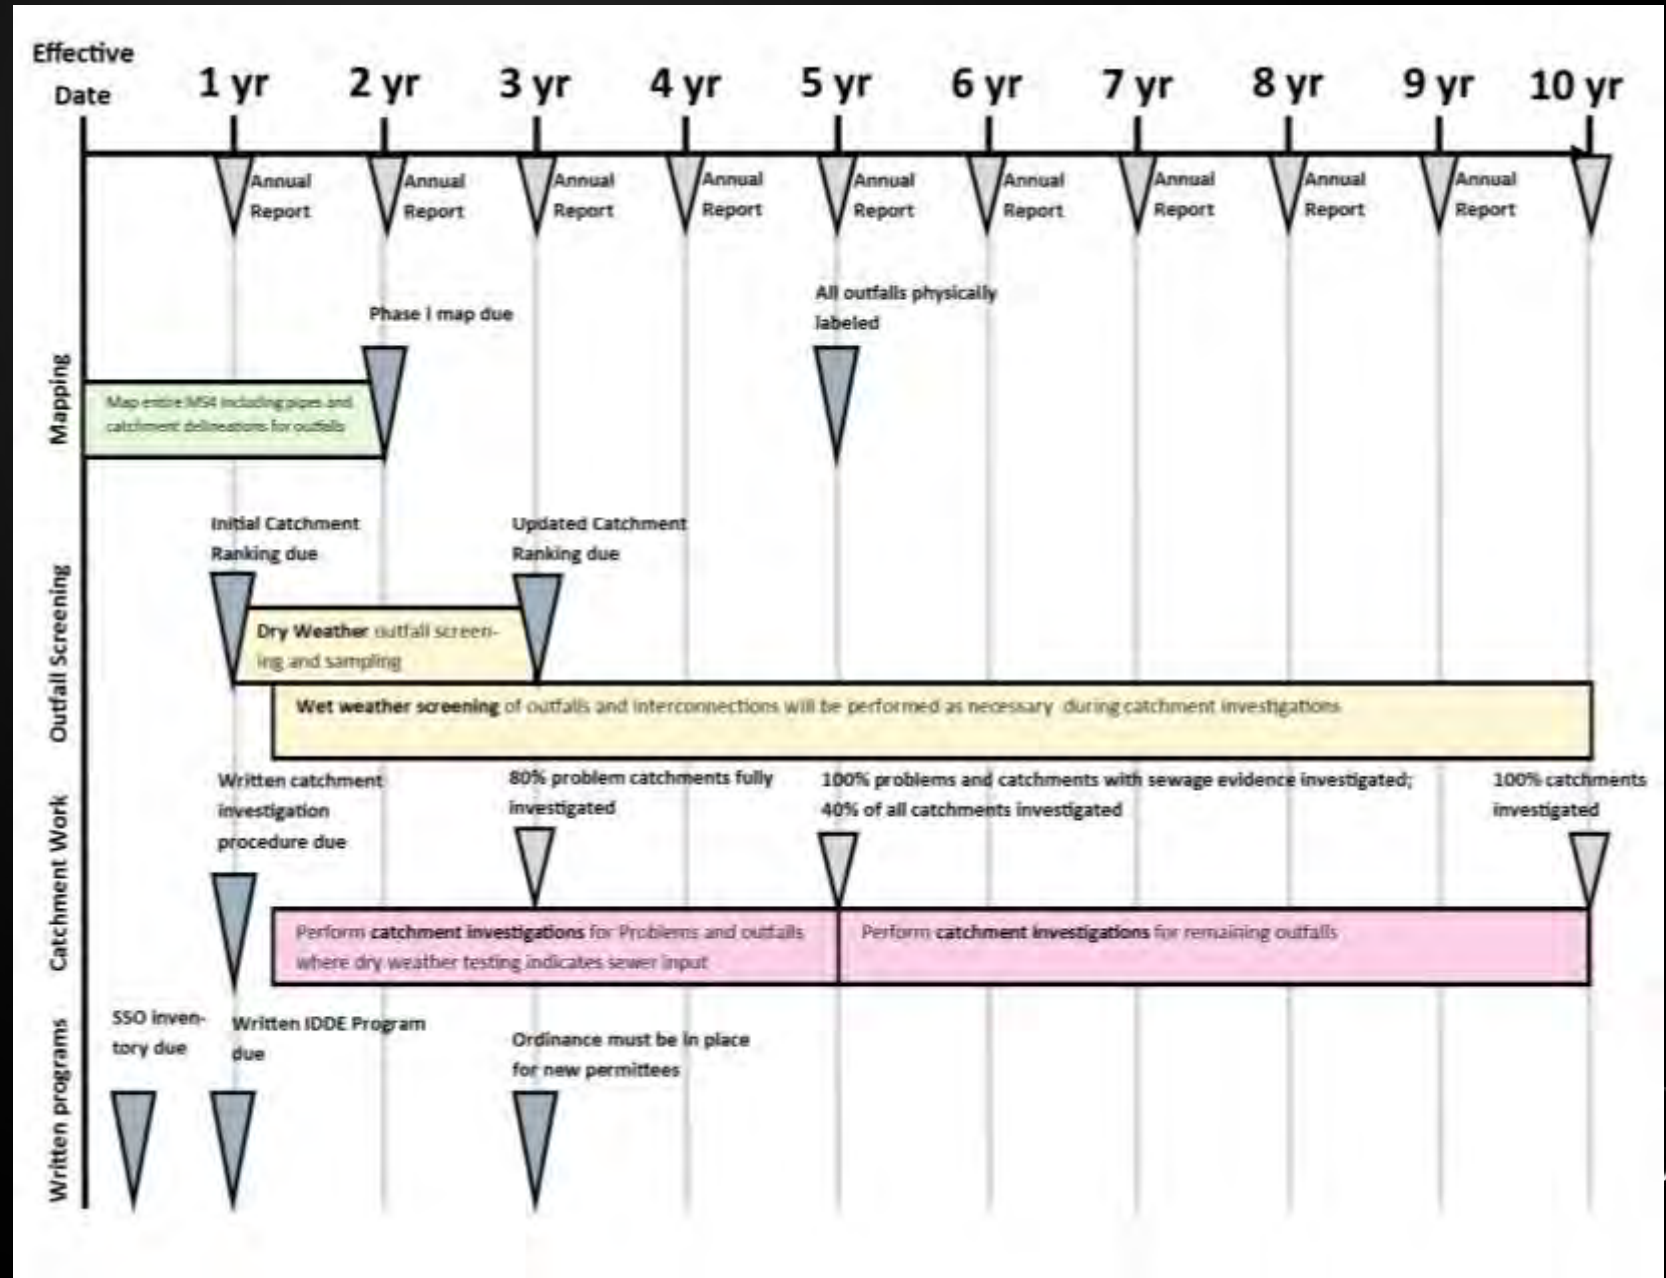 Effective
Date
1 yr
2 yr
3 yr
4 yr
5 yr
6 yr
7 yr
8 yr
9 yr
10 yr
Annual
Report
Annual
Report
Annual
Report
Annual
Report
Annual
Report
Annual
Report
Annual
Report
Annual
Report
Annual
Report
Mapping
Phase I map due
All outfalls physically
labeled
Map entire MS4 including pipes and
catchment delineations for outfalls
Outfall Screening
Initial Catchment
Ranking due
Updated Catchment
Ranking due
Dry Weather outfall screen-
ing and sampling
Wet weather screening of outfalls and interconnections will be performed as necessary during catchment investigations
Catchment Work
Written catchment
investigation
procedure due
80% problem catchments fully
investigated
100% problems and catchments with sewage evidence investigated;
40% of all catchments investigated
100% catchments
investigated
Perform catchment investigations for Problems and outfalls
where dry weather testing indicates sewer input
Perform catchment investigations for remaining outfalls
Written programs
SSO inven-
tory due
Written IDDE Program
due
Ordinance must be in place
for new permittees